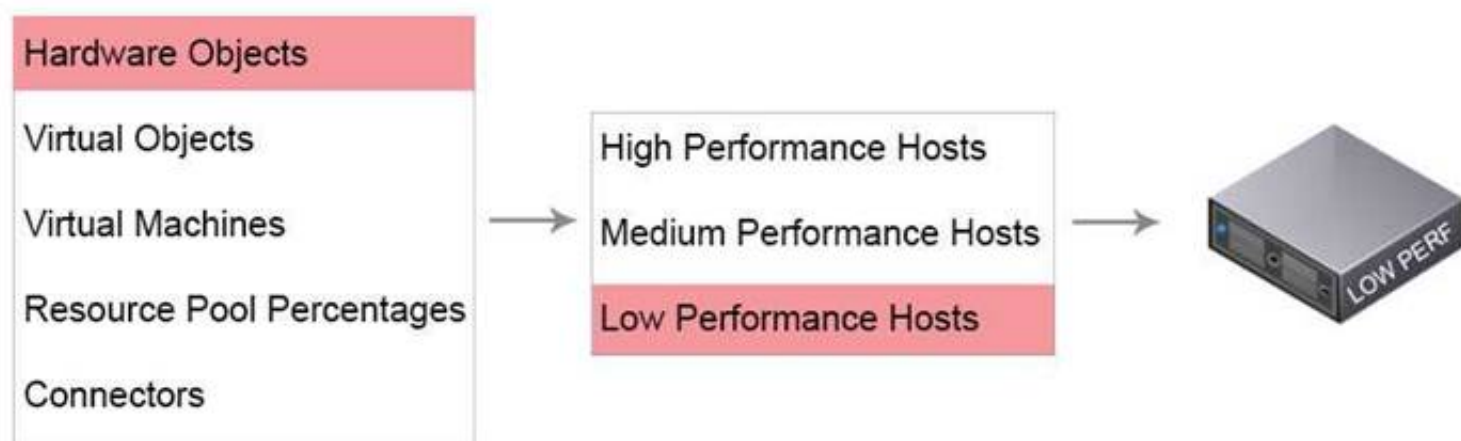 Hardware Objects
Virtual Objects
Virtual Machines
Resource Pool Percentages
Connectors
High Performance Hosts
Medium Performance Hosts
Low Performance Hosts
LOW PERF